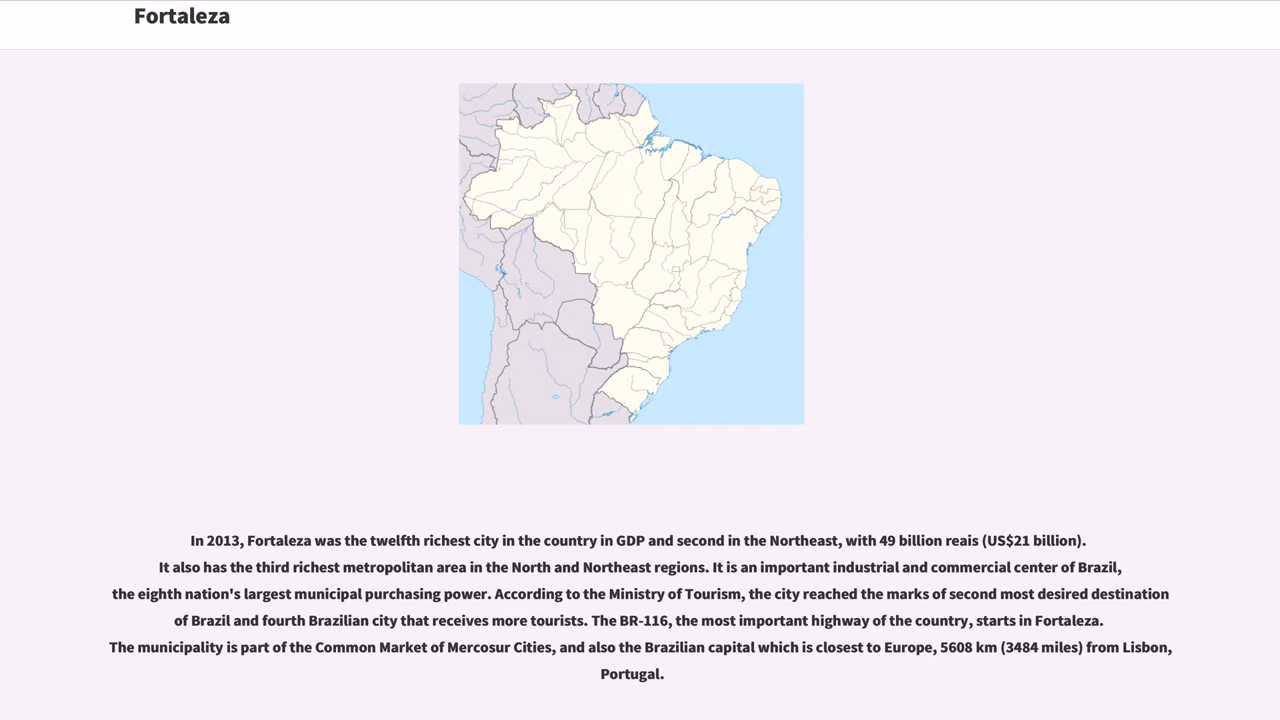 Fortaleza
In 2013, Fortaleza was the twelfth richest city in the country in GDP and second in the Northeast, with 49 billion reais (US$21 billion).
It also has the third richest metropolitan area in the North and Northeast regions. It is an important industrial and commercial center of Brazil,
the eighth nation's largest municipal purchasing power. According to the Ministry of Tourism, the city reached the marks of second most desired destination
of Brazil and fourth Brazilian city that receives more tourists. The BR-116, the most important highway of the country, starts in Fortaleza.
The municipality is part of the Common Market of Mercosur Cities, and also the Brazilian capital which is closest to Europe, 5608 km (3484 miles) from Lisbon,
Portugal.